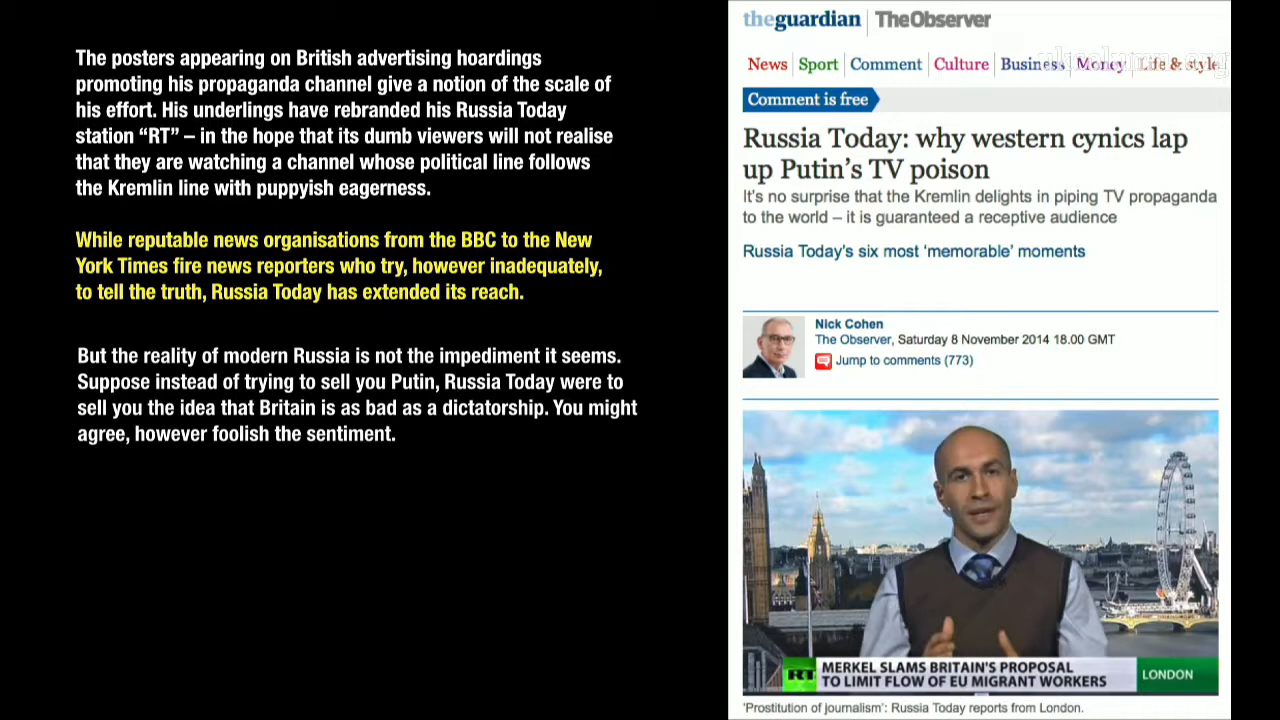 The posters appearing on British advertising hoardings
promoting his propaganda channel give a notion of the scale of
his effort. His underlings have rebranded his Russia Today
station “RT” – in the hope that its dumb viewers will not realise
that they are watching a channel whose political line follows
the Kremlin line with puppyish eagerness.
While reputable news organisations from the BBC to the New
York Times fire news reporters who try, however inadequately,
to tell the truth, Russia Today has extended its reach.
But the reality of modern Russia is not the impediment it seems.
Suppose instead of trying to sell you Putin, Russia Today were to
sell you the idea that Britain is as bad as a dictatorship. You might
agree, however foolish the sentiment.
theguardian TheObserver
ukcolumn.org
News Sport Comment Culture Business Money Life & style
Comment is free
Russia Today: why western cynics lap
up Putin’s TV poison
It’s no surprise that the Kremlin delights in piping TV propaganda
to the world – it is guaranteed a receptive audience
Russia Today’s six most ‘memorable’ moments
Nick Cohen
The Observer, Saturday 8 November 2014 18.00 GMT
Jump to comments (773)
RT MERKEL SLAMS BRITAIN'S PROPOSAL
TO LIMIT FLOW OF EU MIGRANT WORKERS
LONDON
‘Prostitution of journalism’: Russia Today reports from London.